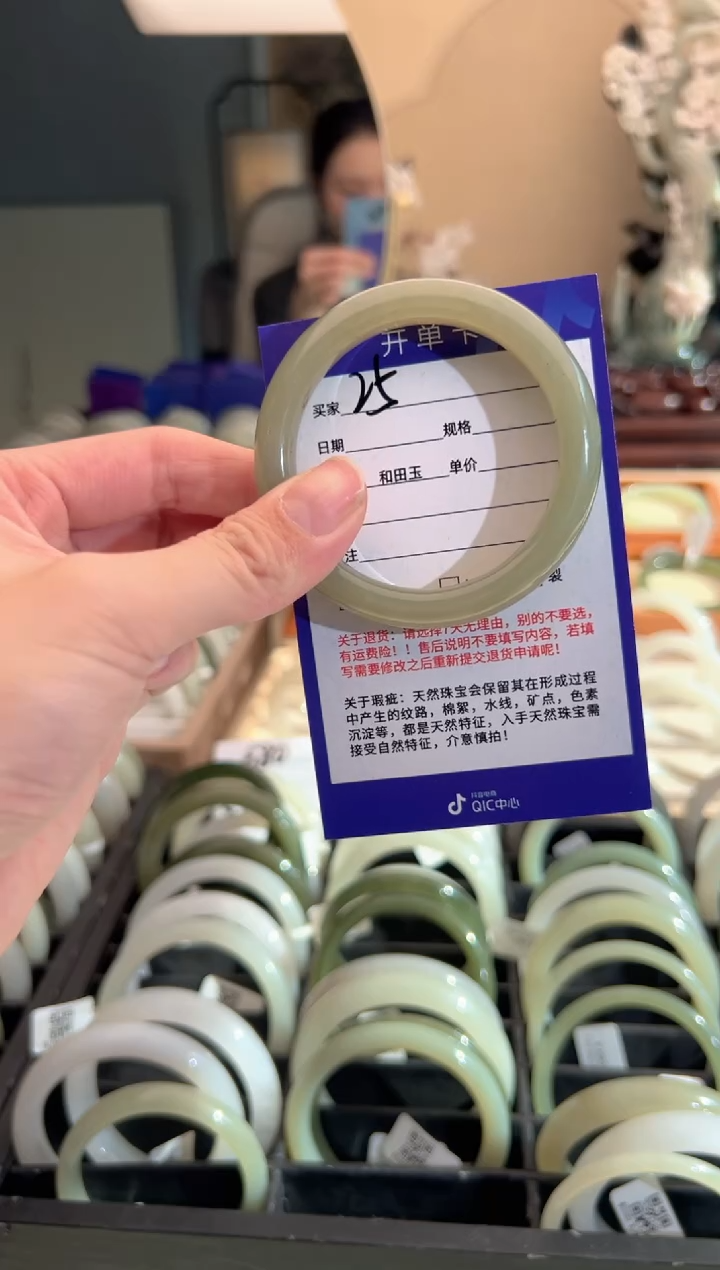 开单卡
买家 25
日期 规格
和田玉 单价
注
裂
关于退货：请选择7天无理由，别的不要选，
有运费险！！售后说明不要填写内容，若填
写需要修改之后重新提交退货申请呢！
关于瑕疵：天然珠宝会保留其在形成过程
中产生的纹路，棉絮，水线，矿点，色素
沉淀等，都是天然特征，入手天然珠宝需
接受自然特征，介意慎拍！
抖音电商
QIC中心